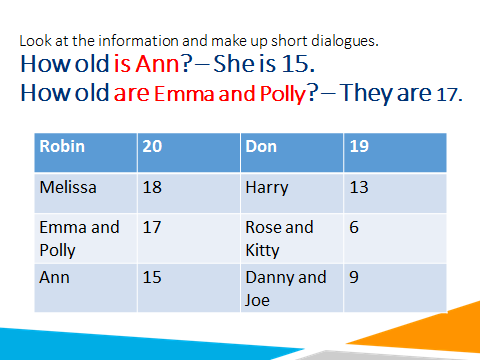 Look at the information and make up short dialogues.
How old is Ann? – She is 15.
How old are Emma and Polly? – They are 17.
Robin 20 Don 19
Melissa 18 Harry 13
Emma and Polly 17 Rose and Kitty 6
Ann 15 Danny and Joe 9